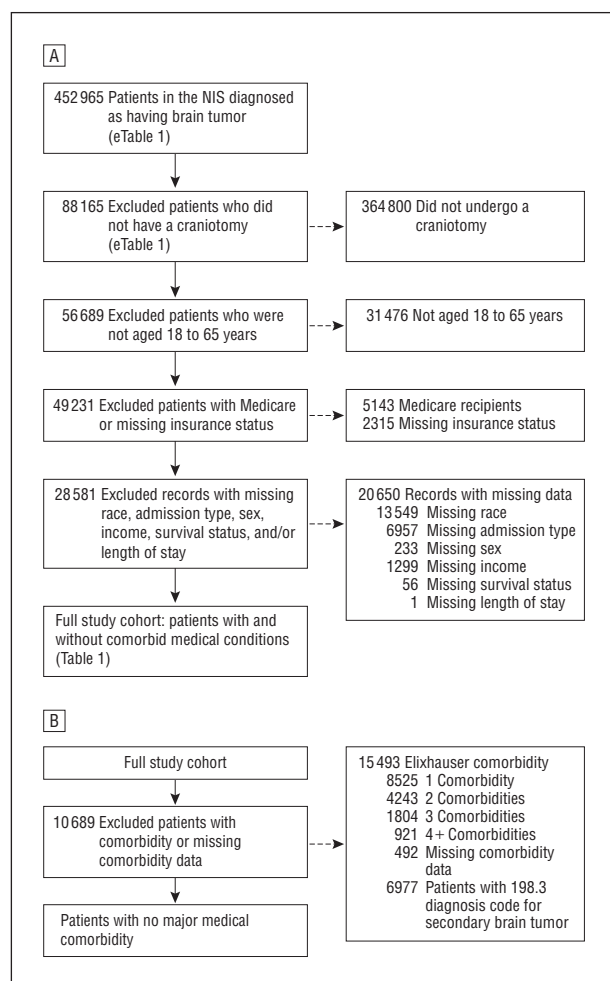 A
452 965 Patients in the NIS diagnosed
as having brain tumor
(eTable 1)
88 165 Excluded patients who did
not have a craniotomy
(eTable 1)
364 800 Did not undergo a
craniotomy
56 689 Excluded patients who were
not aged 18 to 65 years
31 476 Not aged 18 to 65 years
49 231 Excluded patients with Medicare
or missing insurance status
5143 Medicare recipients
2315 Missing insurance status
28 581 Excluded records with missing
race, admission type, sex,
income, survival status, and/or
length of stay
20 650 Records with missing data
13 549 Missing race
6957 Missing admission type
233 Missing sex
1299 Missing income
56 Missing survival status
1 Missing length of stay
Full study cohort: patients with and
without comorbid medical conditions
(Table 1)
B
Full study cohort
10 689 Excluded patients with
comorbidity or missing
comorbidity data
15 493 Elixhauser comorbidity
8525 1 Comorbidity
4243 2 Comorbidities
1804 3 Comorbidities
921 4+ Comorbidities
492 Missing comorbidity
data
6977 Patients with 198.3
diagnosis code for
secondary brain tumor
Patients with no major medical
comorbidity